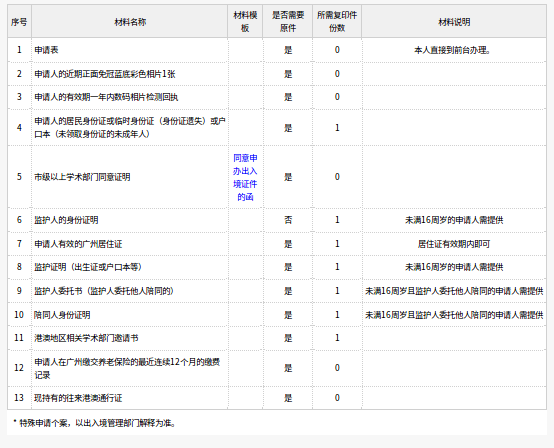 序号 材料名称 材料模板 是否需要原件 所需复印件份数 材料说明
1 申请表 是 0 本人直接到前台办理。
2 申请人的近期正面免冠蓝底彩色相片1张 是 0
3 申请人的有效期一年内数码相片检测回执 是 0
4 申请人的居民身份证或临时身份证（身份证遗失）或户 是 1
口本（未领取身份证的未成年人）
5 市级以上学术部门同意证明 同意申办出入境证件的函 是 0
6 监护人的身份证明 否 1 未满16周岁的申请人需提供
7 申请人有效的广州居住证 是 1 居住证有效期内即可
8 监护证明（出生证或户口本等） 是 1 未满16周岁的申请人需提供
9 监护人委托书（监护人委托他人陪同的） 是 1 未满16周岁且监护人委托他人陪同的申请人需提供
10 陪同人身份证明 是 1 未满16周岁且监护人委托他人陪同的申请人需提供
11 港澳地区相关学术部门邀请书 是 1
12 申请人在广州缴交养老保险的最近连续12个月的缴费 是 0
记录
13 现持有的往来港澳通行证 是 0
* 特殊申请个案，以出入境管理部门解释为准。